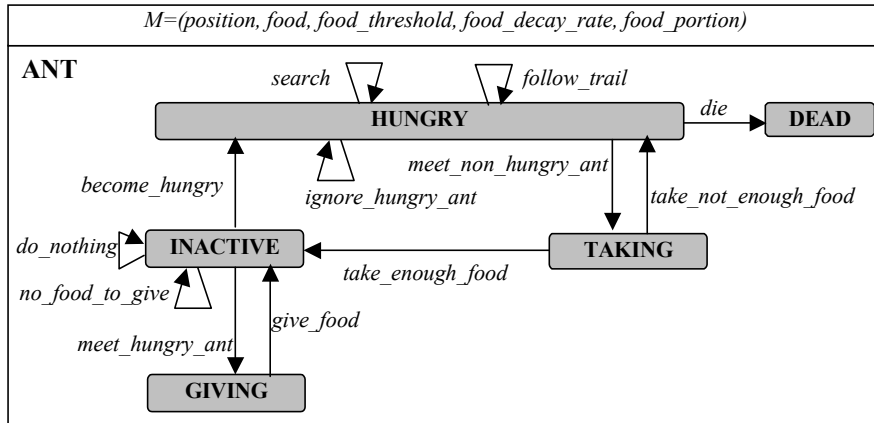 M=(position, food, food_threshold, food_decay_rate, food_portion)
ANT
search
follow_trail
die
HUNGRY
DEAD
meet_non_hungry_ant
become_hungry
ignore_hungry_ant
take_not_enough_food
do_nothing
INACTIVE
TAKING
take_enough_food
no_food_to_give
give_food
meet_hungry_ant
GIVING